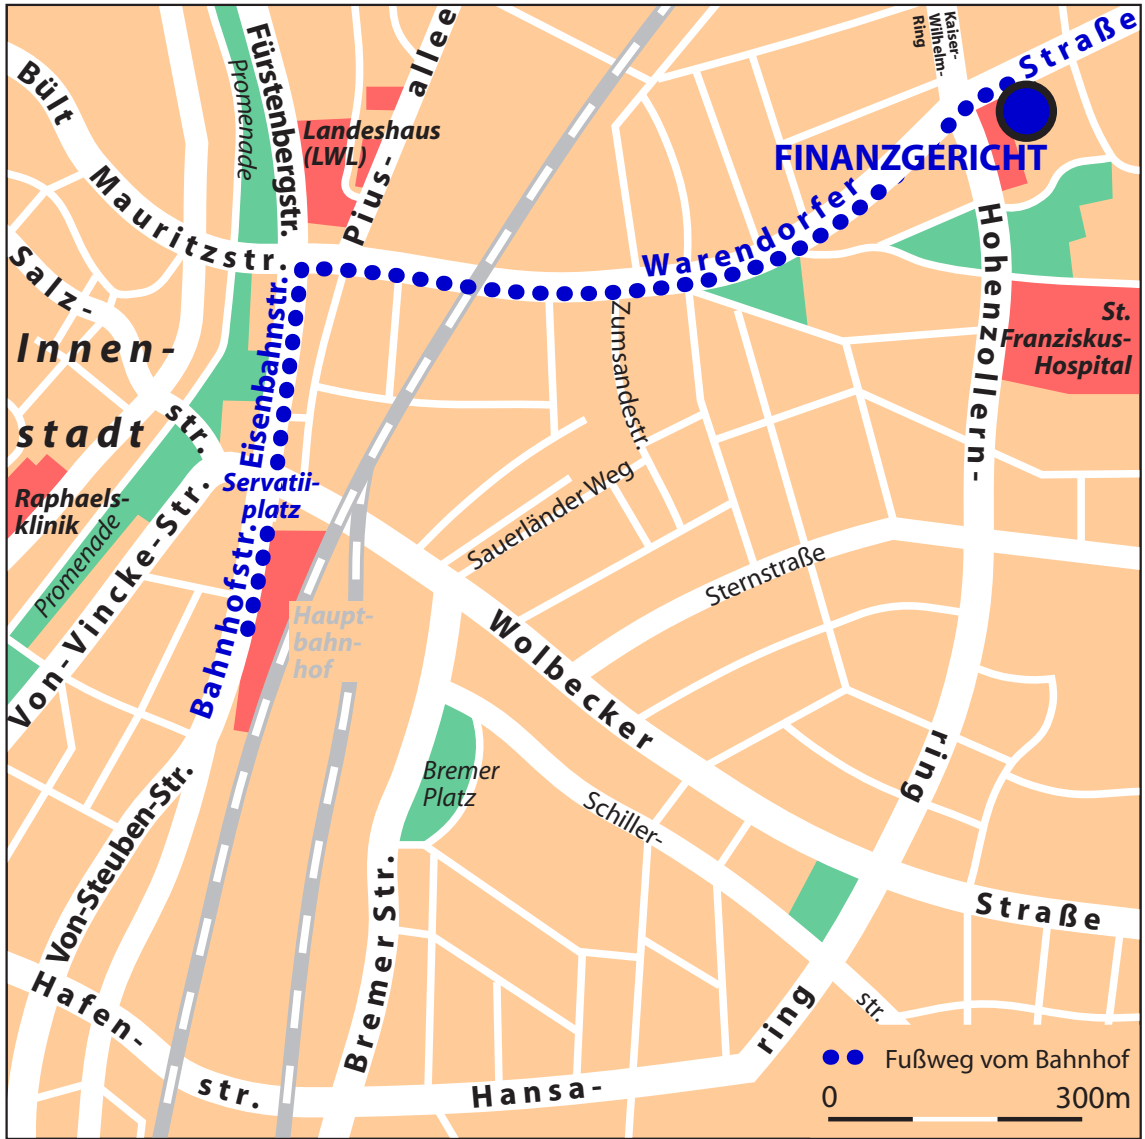 Bült
Promenade
Fürstenbergstr.
Pius-
allee
Landeshaus
(LWL)
Kaiser-
Wilhelm-
Ring
Straße
FINANZGERICHT
Mauritzstr.
Warendorfer
Hohenzollern-
Salz-
str.
Innen-
stadt
Eisenbahnstr.
Zumsandestr.
St.
Franziskus-
Hospital
Raphaels-
klinik
Servatii-
platz
Promenade
Von-Vincke-Str.
Bahnhofstr.
Haupt-
bahn-
hof
Sauerländer Weg
Sternstraße
Wolbecker
Straße
ring
Bremer
Platz
Schiller-
str.
Von-Steuben-Str.
Bremer Str.
Hafen-
str.
Hansa-
ring
Fußweg vom Bahnhof
0 300m